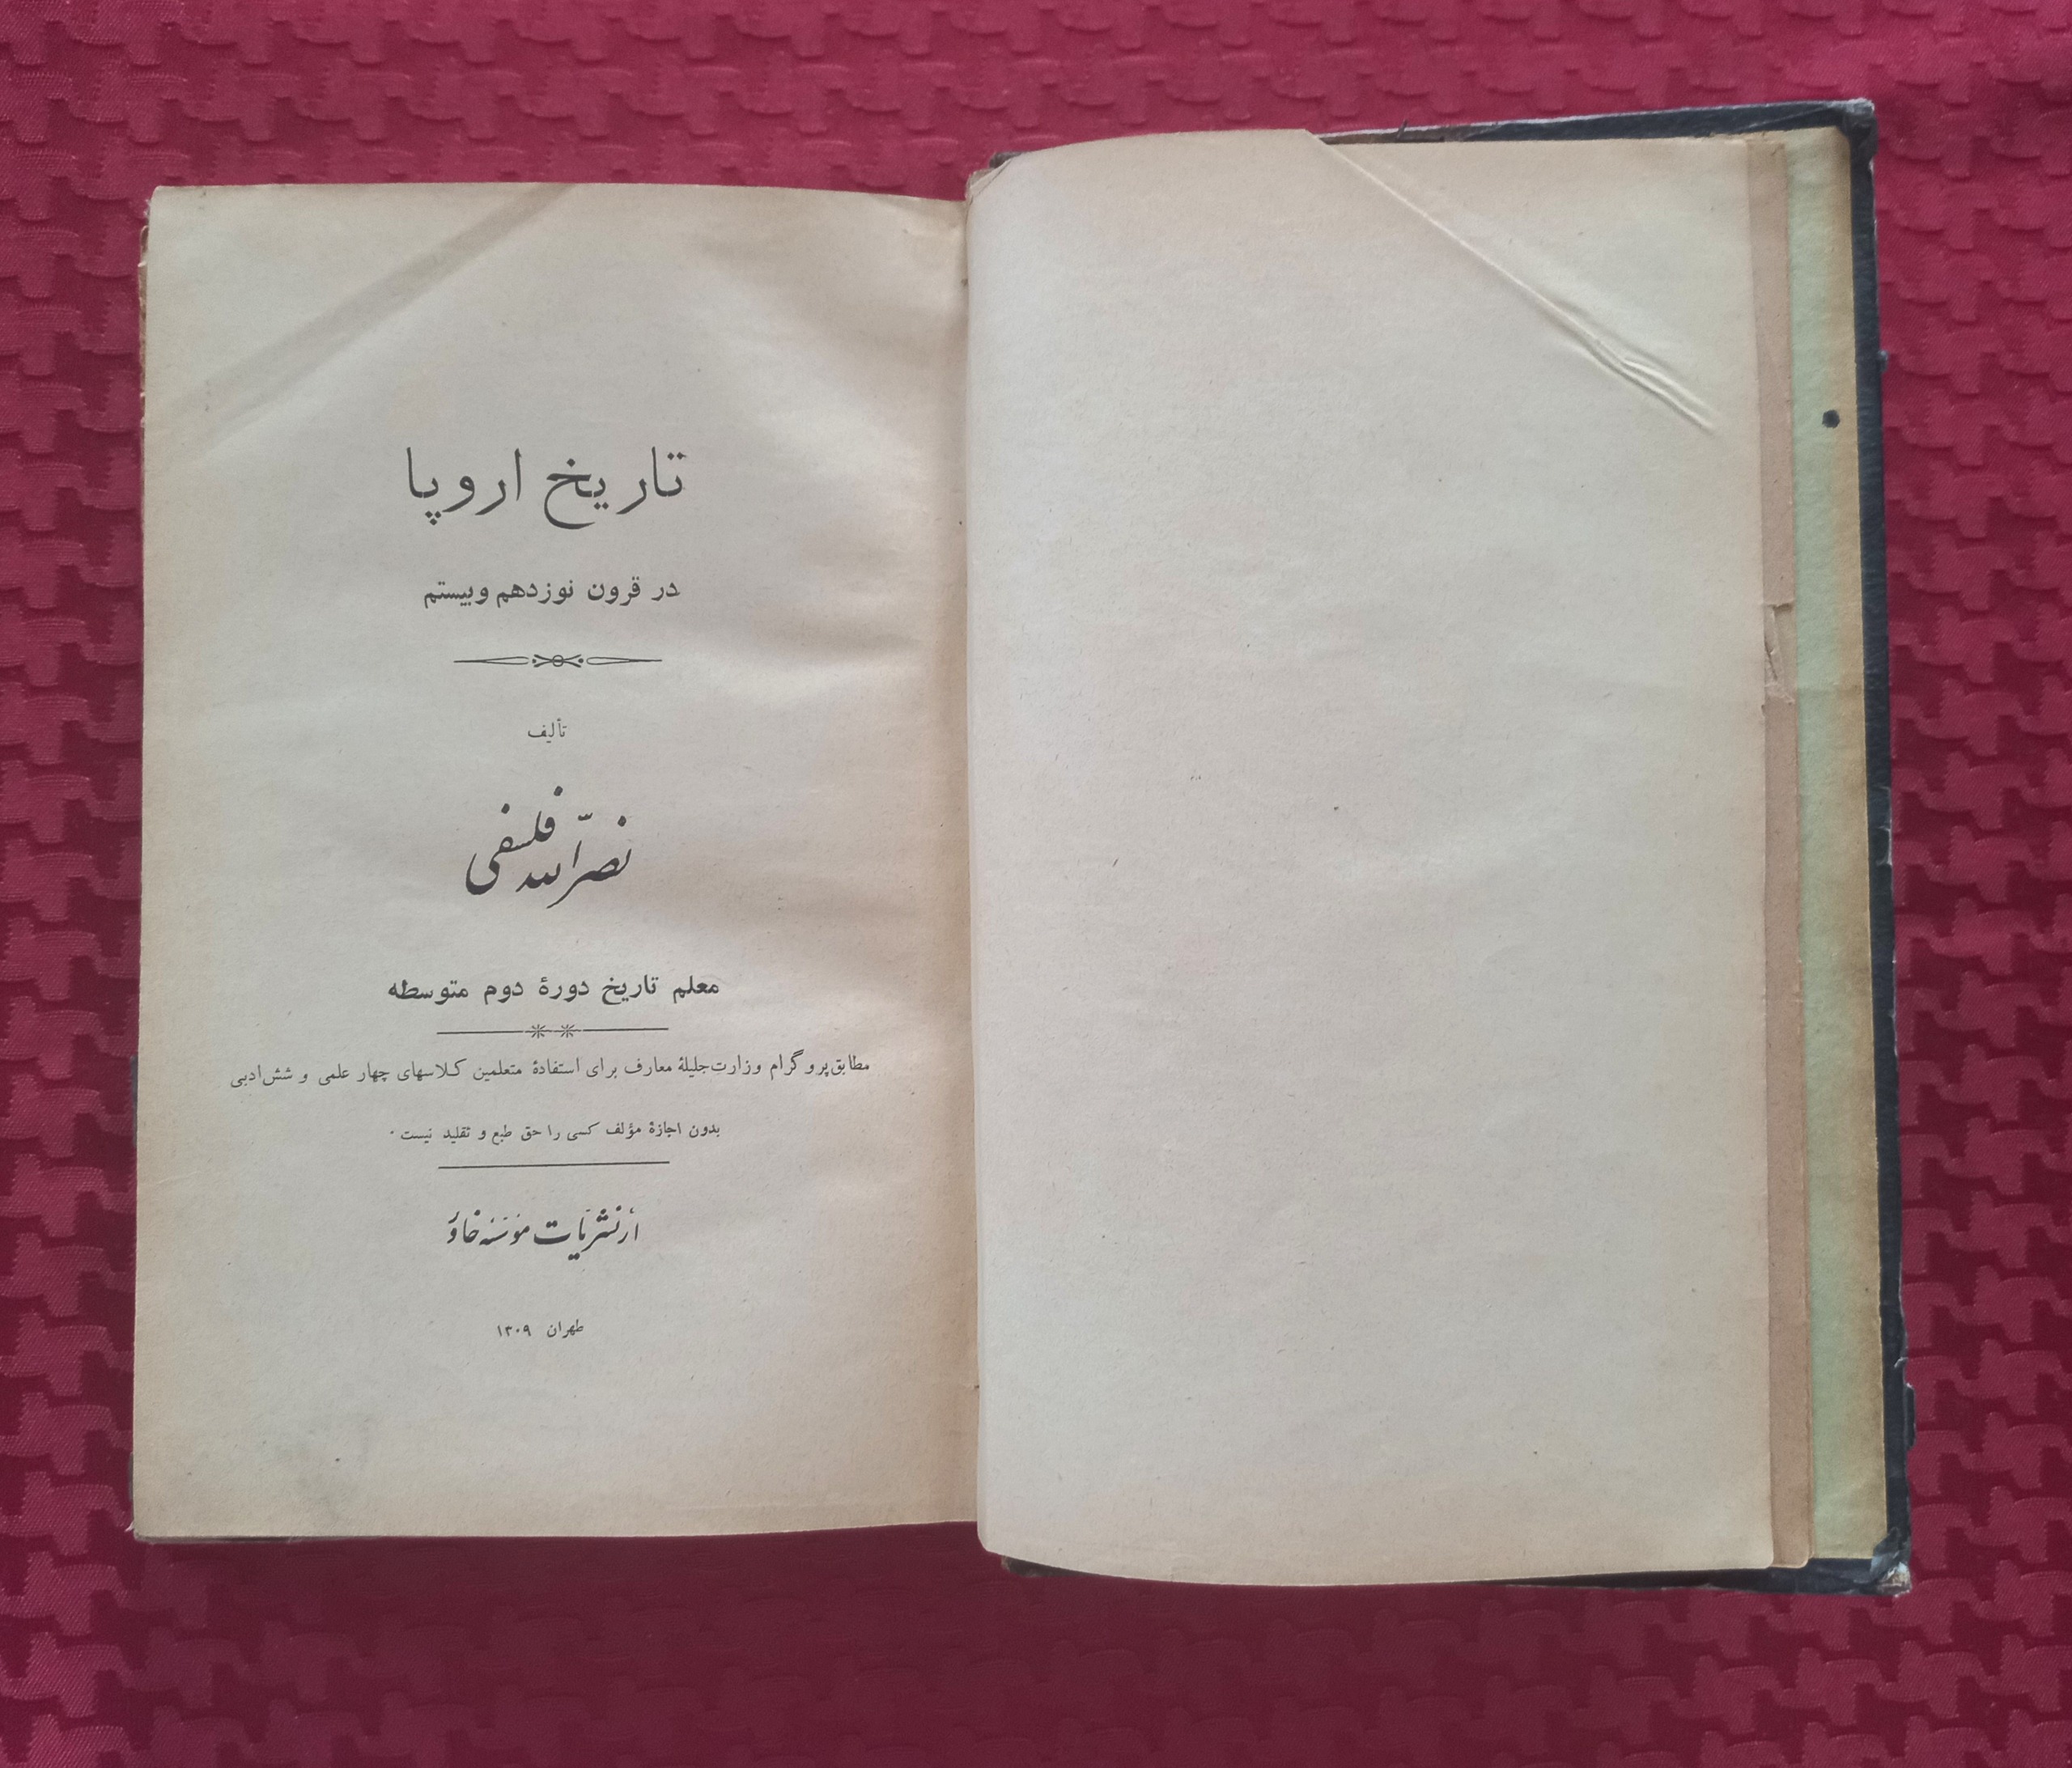 تاریخ اروپا
در قرون نوزدهم وبیستم
تألیف
نصرالله فلسفی
معلم تاریخ دورهٔ دوم متوسطه
مطابق پروگرام وزارت جلیلهٔ معارف برای استفادهٔ متعلمین کلاسهای چهار علمی و شش ادبی
بدون اجازهٔ مؤلف کسی را حق طبع و تقلید نیست.
از نشریات مؤسسه خاور
طهران ۱۳۰۹